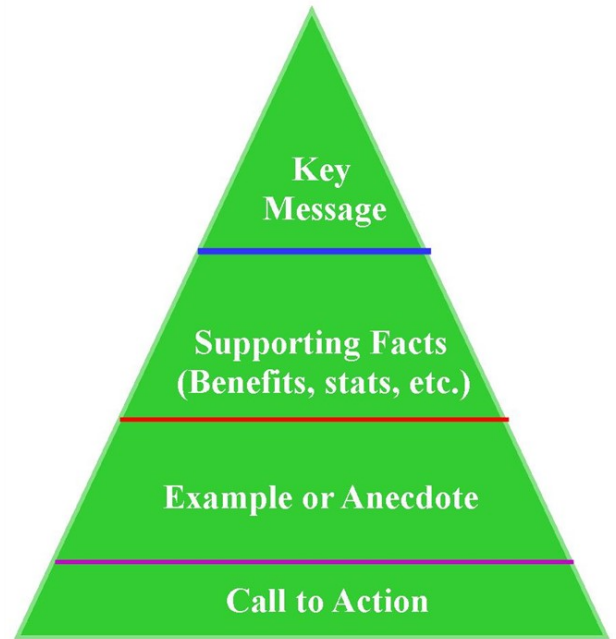 Key
Message
Supporting Facts
(Benefits, stats, etc.)
Example or Anecdote
Call to Action